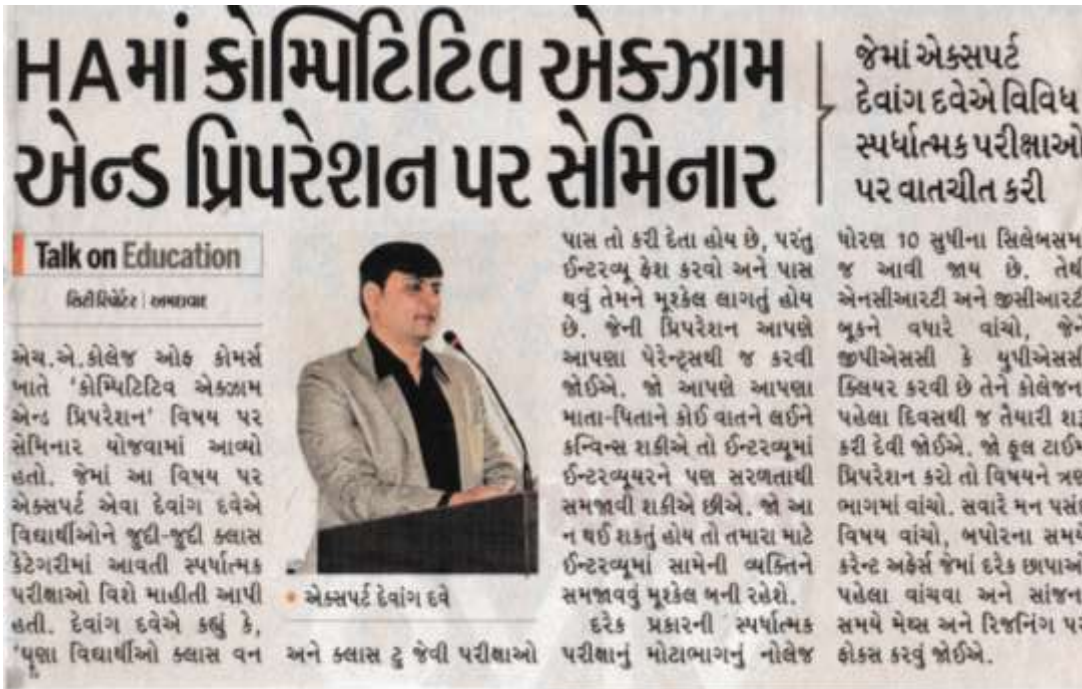 HAમાં કોમ્પિટિટિવ એક્ઝામ
એન્ડ પ્રિપરેશન પર સેમિનાર
જેમાં એક્સપર્ટ
દેવાંગ દવેએ વિવિધ
સ્પર્ધાત્મક પરીક્ષાઓ
પર વાતચીત કરી
Talk on Education
સિટી રિપોર્ટર | અમદાવાદ
એચ.એ.કોલેજ ઓફ કોમર્સ
ખાતે 'કોમ્પિટિટિવ એક્ઝામ
એન્ડ પ્રિપરેશન' વિષય પર
સેમિનાર યોજવામાં આવ્યો
હતો. જેમાં આ વિષય પર
એક્સપર્ટ એવા દેવાંગ દવેએ
વિદ્યાર્થીઓને જુદી-જુદી ક્લાસ
કેટેગરીમાં આવતી સ્પર્ધાત્મક
પરીક્ષાઓ વિશે માહીતી આપી
હતી. દેવાંગ દવેએ કહ્યું કે,
'ઘણા વિદ્યાર્થીઓ ક્લાસ વન
એક્સપર્ટ દેવાંગ દવે
અને ક્લાસ ટુ જેવી પરીક્ષાઓ
પાસ તો કરી દેતા હોય છે, પરંતુ
ઈન્ટરવ્યૂ ફેશ કરવો અને પાસ
થવું તેમને મૂશ્કેલ લાગતું હોય
છે. જેની પ્રિપરેશન આપણે
આપણા પેરેન્ટ્સથી જ કરવી
જોઈએ. જો આપણે આપણા
માતા-પિતાને કોઈ વાતને લઈને
કન્વિન્સ શકીએ તો ઈન્ટરવ્યૂમાં
ઈન્ટરવ્યૂયરને પણ સરળતાથી
સમજાવી શકીએ છીએ. જો આ
ન થઈ શકતું હોય તો તમારા માટે
ઈન્ટરવ્યૂમાં સામેની વ્યક્તિને
સમજાવવું મૂશ્કેલ બની રહેશે.
દરેક પ્રકારની સ્પર્ધાત્મક
પરીક્ષાનું મોટાભાગનું નોલેજ
ધોરણ 10 સુધીના સિલેબસમાં
જ આવી જાય છે. તેથી
એનસીઆરટી અને જીસીઆરટી
બૂકને વધારે વાંચો, જેને
જીપીએસસી કે યુપીએસસી
ક્લિયર કરવી છે તેને કોલેજના
પહેલા દિવસથી જ તૈયારી શરૂ
કરી દેવી જોઈએ. જો ફૂલ ટાઈમ
પ્રિપરેશન કરો તો વિષયને ત્રણ
ભાગમાં વાંચો. સવારે મન પસંદ
વિષય વાંચો, બપોરના સમયે
કરેન્ટ અફેર્સ જેમાં દરેક છાપાઓ
પહેલા વાંચવા અને સાંજના
સમયે મેથ્સ અને રિજનિંગ પર
ફોકસ કરવું જોઈએ.